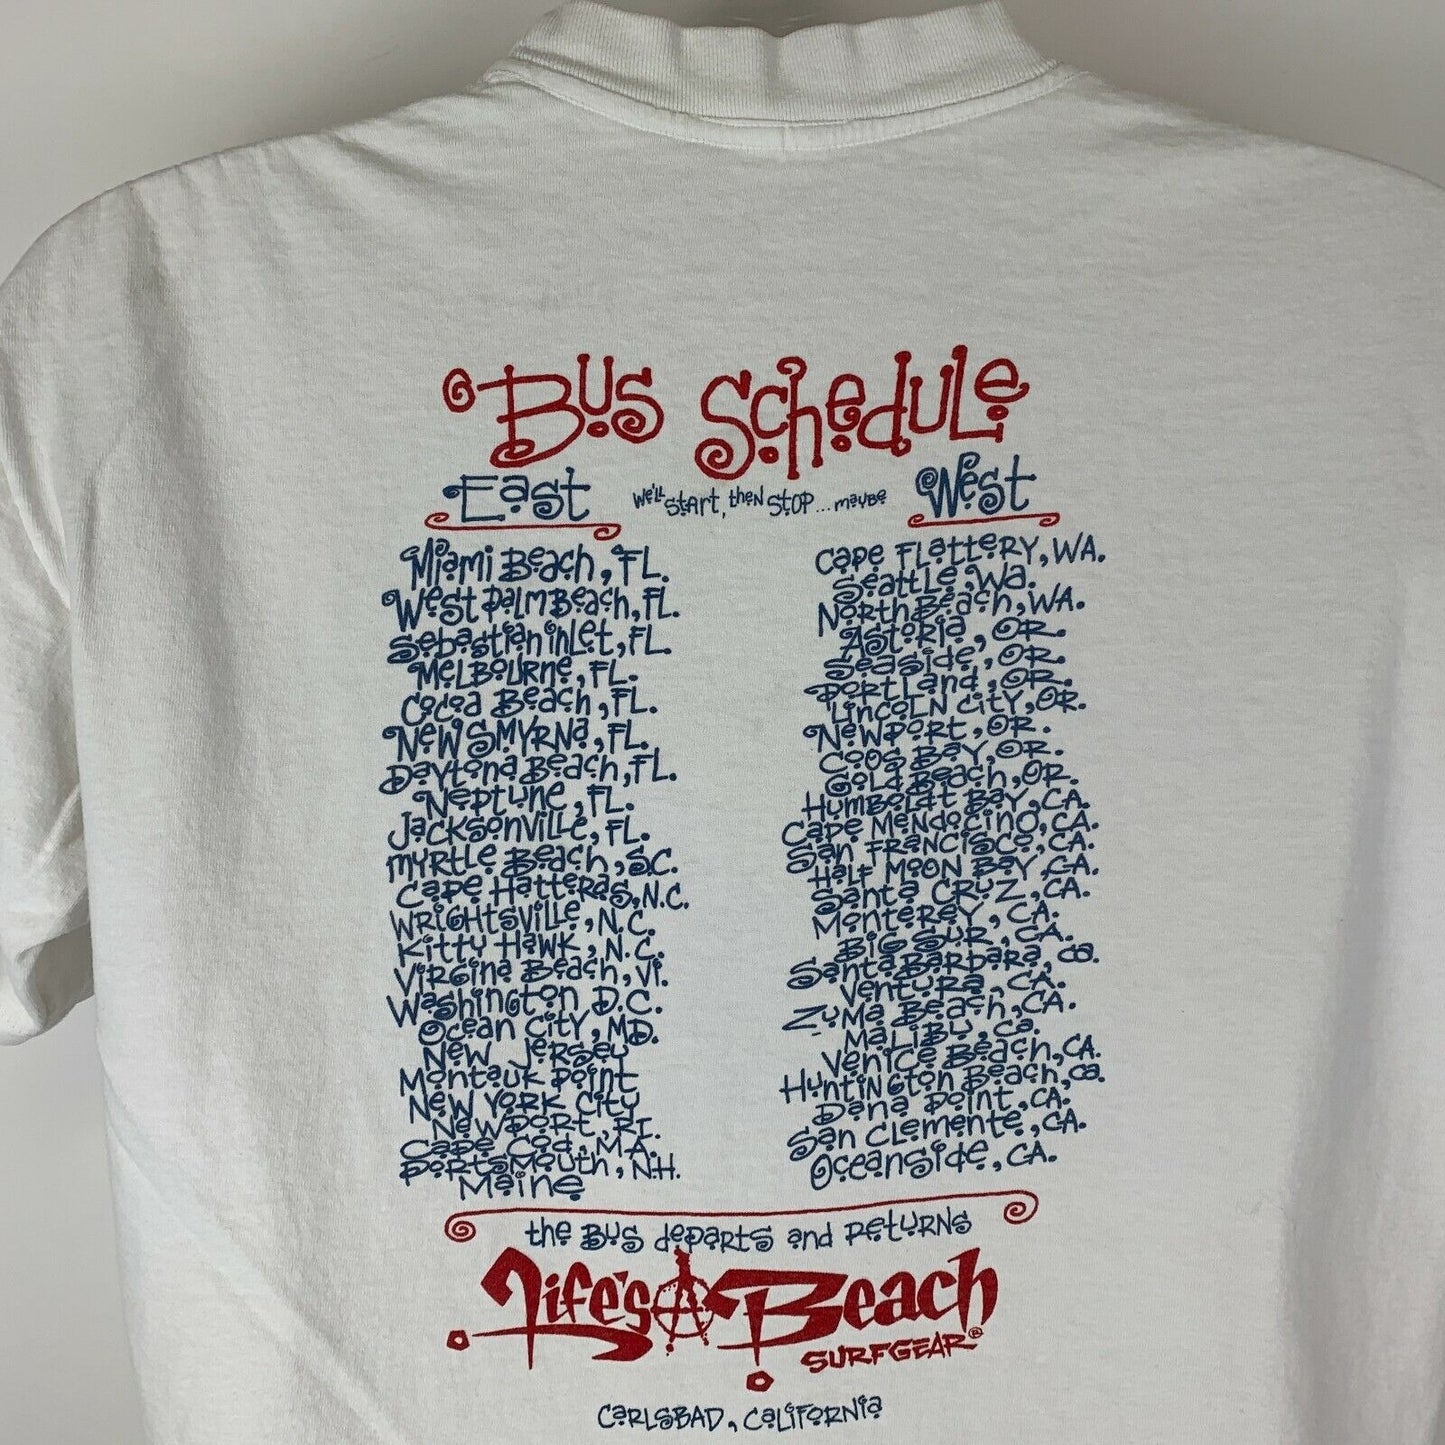 Bus Schedule
East
We'll start, then stop... maybe
West
Miami Beach, FL.
West Palm Beach, FL.
Sebastian inlet, FL.
Melbourne, FL.
Cocoa Beach, FL.
New Smyrna, FL.
Daytona Beach, FL.
Neptune, FL.
Jacksonville, FL.
Myrtle Beach, S.C.
Cape Hatteras, N.C.
Wrightsville, N.C.
Kitty Hawk, N.C.
Virgina Beach, Vi.
Washington D.C.
Ocean City, MD.
New Jersey
Montauk Point
New York City
Newport, RI.
Cape Cod, MA.
Portsmouth, N.H.
Maine
Cape Flattery, WA.
Seattle, Wa.
North Beach, WA.
Astoria, OR.
Seaside, OR.
Portland, OR.
Lincoln City, OR.
Newport, OR.
Coos Bay, OR.
Gold Beach, OR.
Humboldt Bay, CA.
Cape Mendocino, CA.
San Francisco, CA.
Half Moon Bay, CA.
Santa Cruz, CA.
Monterey, CA.
Big Sur, CA.
Santa Barbara, Ca.
Ventura, CA.
Zuma Beach, CA.
Malibu, Ca.
Venice Beach, CA.
Huntington Beach, Ca.
Dana Point, CA.
San Clemente, CA.
Oceanside, CA.
the Bus departs and returns
Life's A Beach
SURFGEAR®
Carlsbad, California